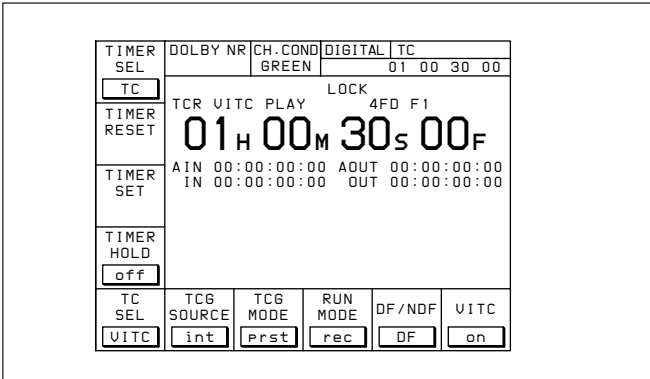 TIMER SEL
TC
DOLBY NR
CH.COND
GREEN
DIGITAL
TC
01 00 30 00
LOCK
TCR VITC PLAY 4FD F1
01H 00M 30S 00F
AIN 00:00:00:00 AOUT 00:00:00:00
IN 00:00:00:00 OUT 00:00:00:00
TIMER RESET
TIMER SET
TIMER HOLD
off
TC SEL
VITC
TCG SOURCE
int
TCG MODE
prst
RUN MODE
rec
DF/NDF
DF
VITC
on